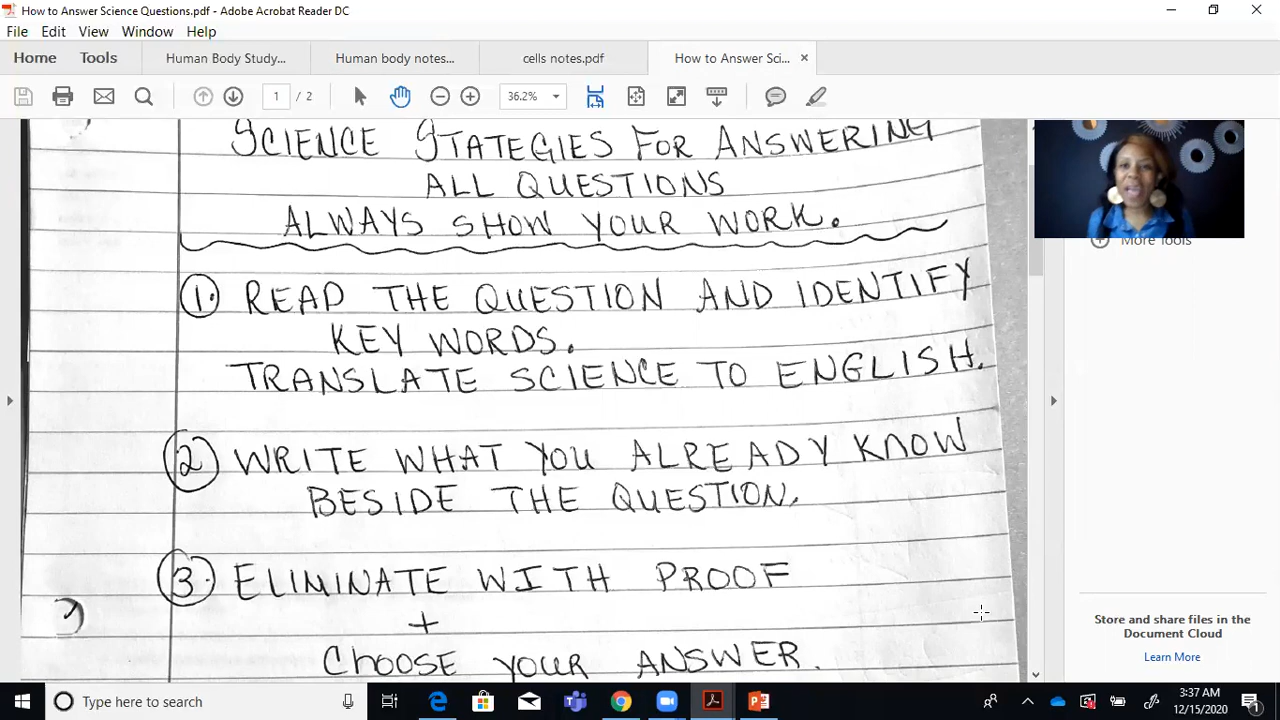 How to Answer Science Questions.pdf - Adobe Acrobat Reader DC
File Edit View Window Help
Home Tools Human Body Study... Human body notes... cells notes.pdf How to Answer Sci... ×
1 / 2 36.2%
SCIENCE STATEGIES FOR ANSWERING
ALL QUESTIONS
ALWAYS SHOW YOUR WORK.
1. READ THE QUESTION AND IDENTIFY
KEY WORDS.
TRANSLATE SCIENCE TO ENGLISH.
2 WRITE WHAT YOU ALREADY KNOW
BESIDE THE QUESTION.
3. ELIMINATE WITH PROOF
+
CHOOSE YOUR ANSWER.
More Tools
Store and share files in the
Document Cloud
Learn More
Type here to search
3:37 AM
12/15/2020
1